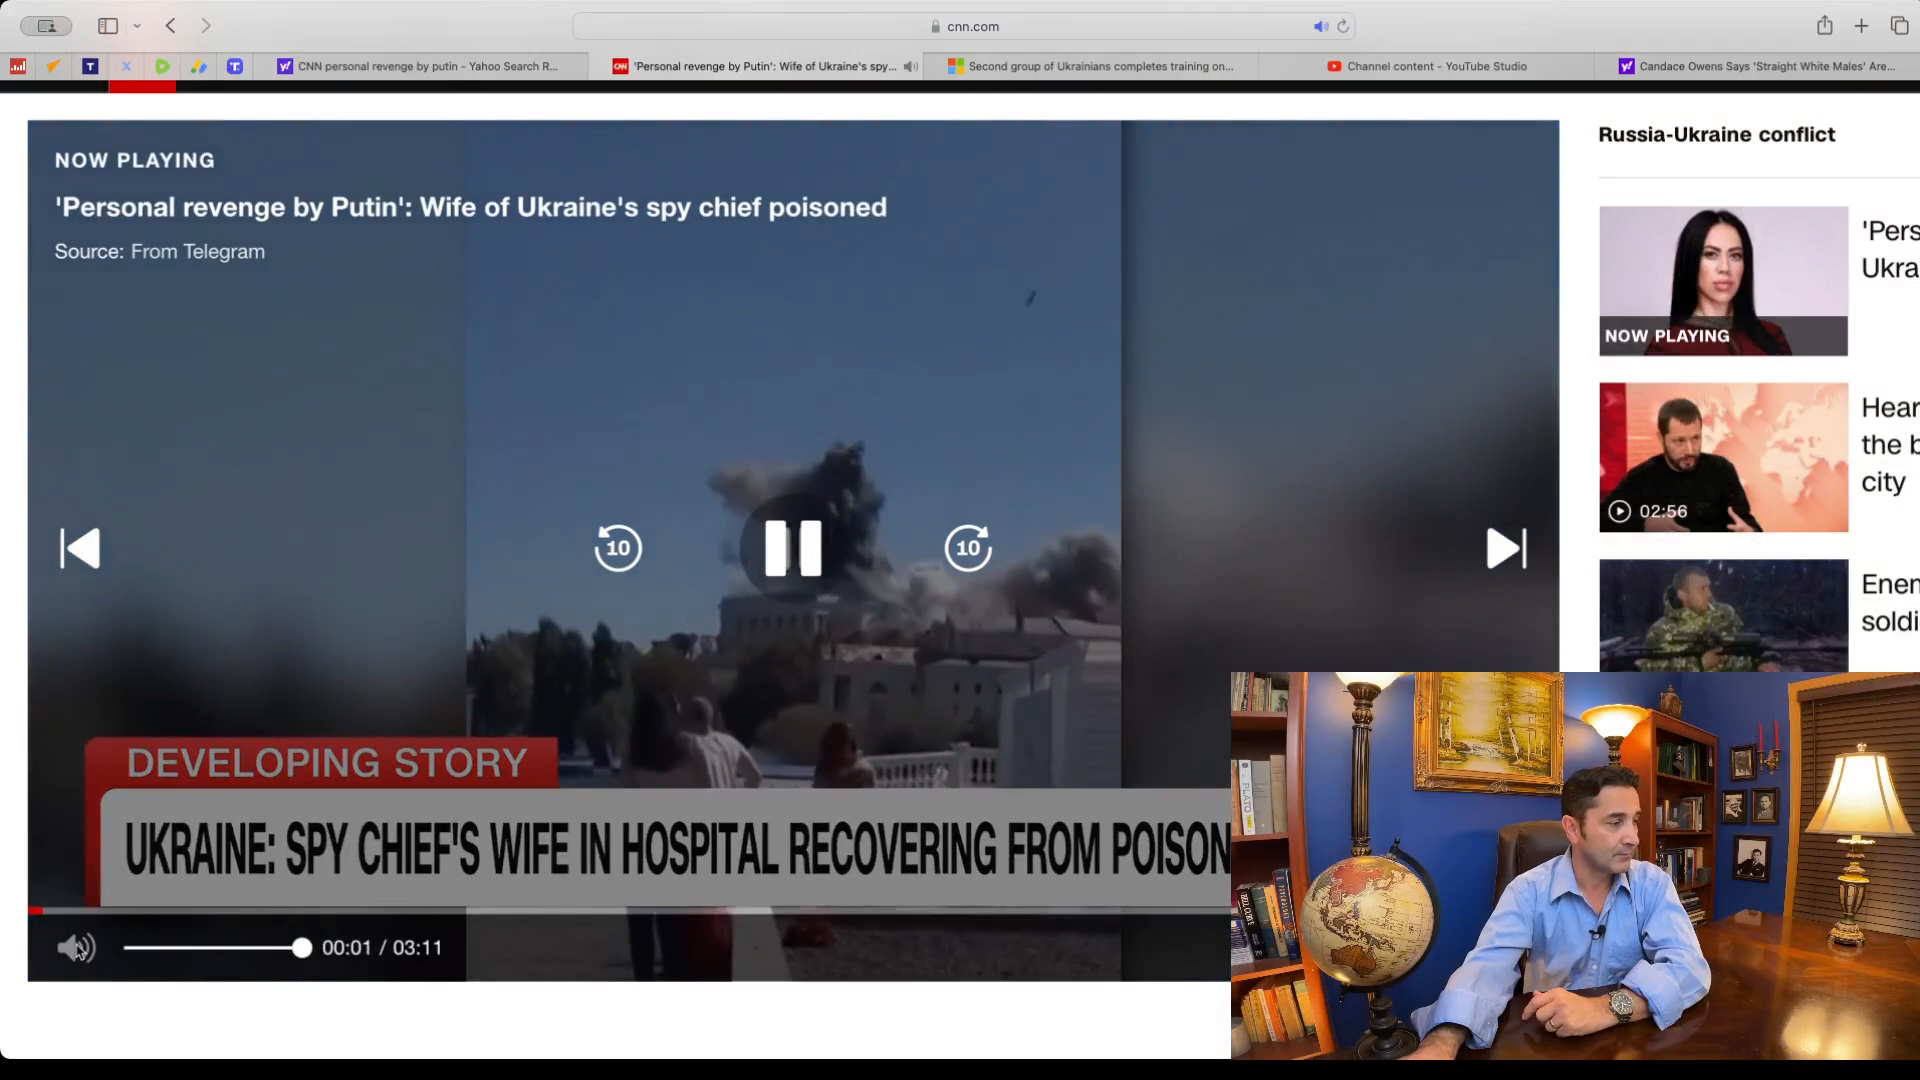 cnn.com
CNN personal revenge by putin - Yahoo Search R...
'Personal revenge by Putin': Wife of Ukraine's spy...
Second group of Ukrainians completes training on...
Channel content - YouTube Studio
Candace Owens Says 'Straight White Males' Are...
NOW PLAYING
'Personal revenge by Putin': Wife of Ukraine's spy chief poisoned
Source: From Telegram
10
10
DEVELOPING STORY
UKRAINE: SPY CHIEF'S WIFE IN HOSPITAL RECOVERING FROM POISON
00:01 / 03:11
Russia-Ukraine conflict
'Pers
Ukra
NOW PLAYING
Hear
the b
city
02:56
Enen
soldi
PLATO